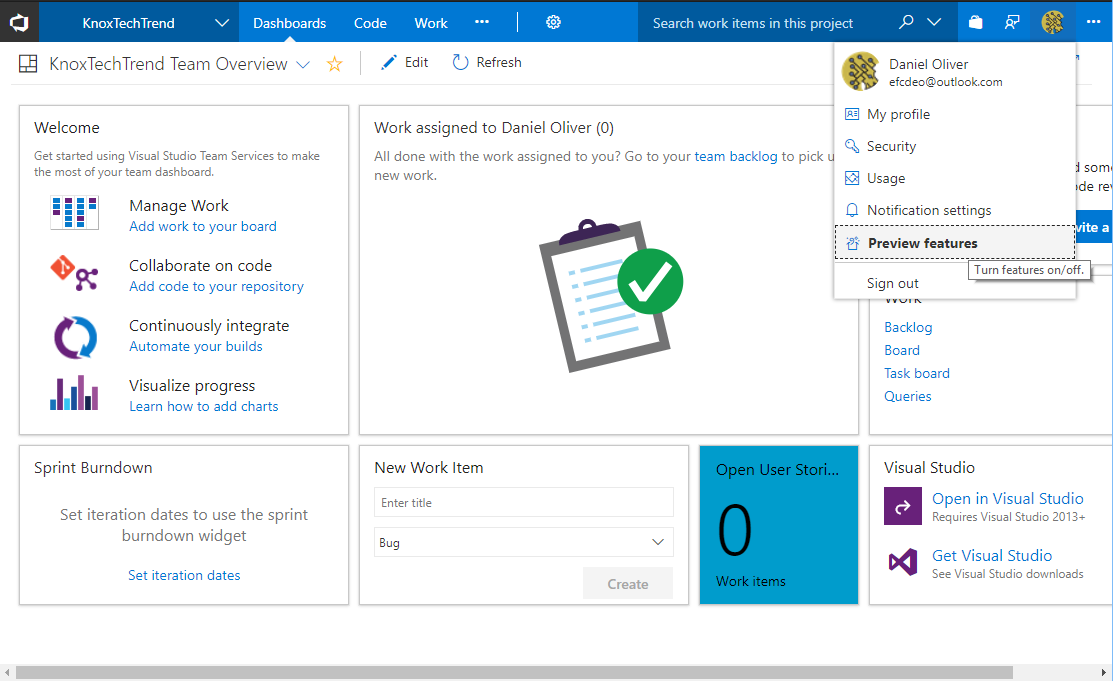 KnoxTechTrend
Dashboards
Code
Work
Search work items in this project
KnoxTechTrend Team Overview
Edit
Refresh
Daniel Oliver
efcdeo@outlook.com
My profile
Security
Usage
Notification settings
Preview features
Turn features on/off.
Sign out
Welcome
Get started using Visual Studio Team Services to make
the most of your team dashboard.
Manage Work
Add work to your board
Collaborate on code
Add code to your repository
Continuously integrate
Automate your builds
Visualize progress
Learn how to add charts
Work assigned to Daniel Oliver (0)
All done with the work assigned to you? Go to your team backlog to pick u
new work.
Work
Backlog
Board
Task board
Queries
Sprint Burndown
Set iteration dates to use the sprint
burndown widget
Set iteration dates
New Work Item
Enter title
Bug
Create
Open User Stori...
0
Work items
Visual Studio
Open in Visual Studio
Requires Visual Studio 2013+
Get Visual Studio
See Visual Studio downloads